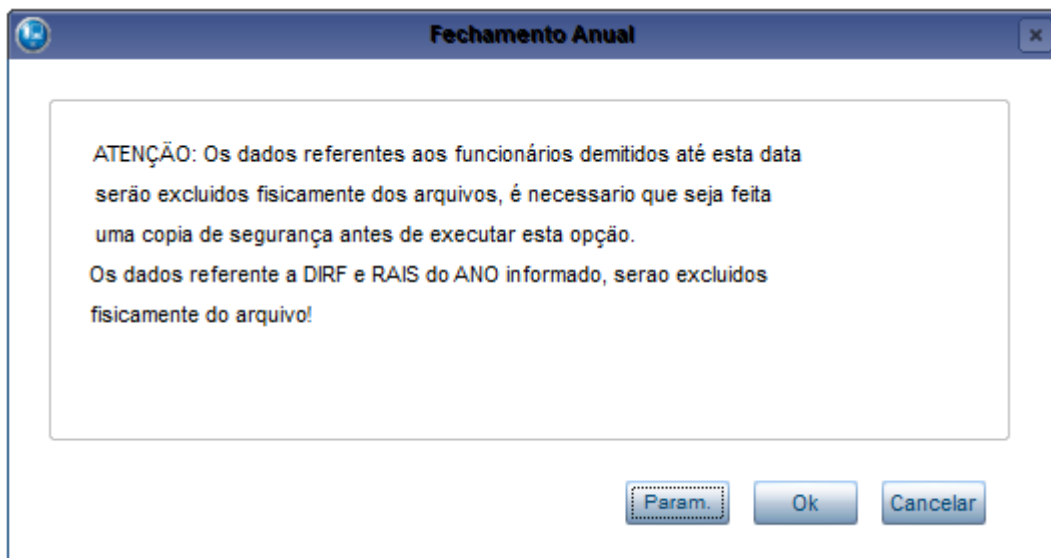 Fechamento Anual
ATENÇÃO: Os dados referentes aos funcionários demitidos até esta data
serão excluidos fisicamente dos arquivos, é necessario que seja feita
uma copia de segurança antes de executar esta opção.
Os dados referente a DIRF e RAIS do ANO informado, serao excluidos
fisicamente do arquivo!
Param. Ok Cancelar